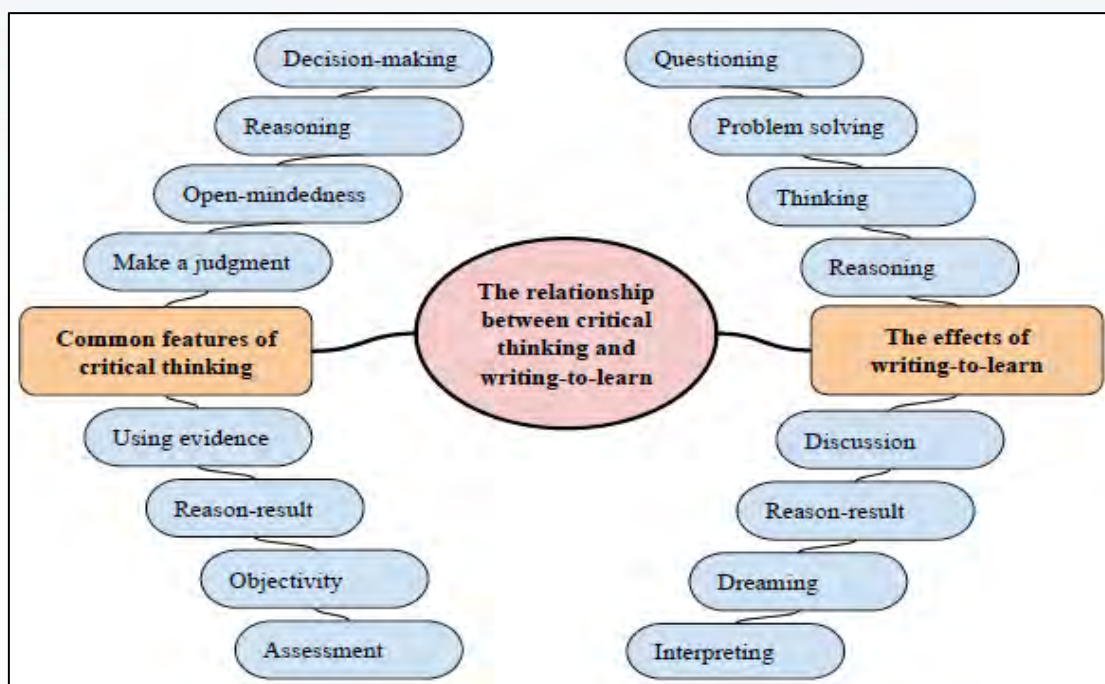 Decision-making
Reasoning
Open-mindedness
Make a judgment
Common features of
critical thinking
Using evidence
Reason-result
Objectivity
Assessment
The relationship
between critical
thinking and
writing-to-learn
Questioning
Problem solving
Thinking
Reasoning
The effects of
writing-to-learn
Discussion
Reason-result
Dreaming
Interpreting